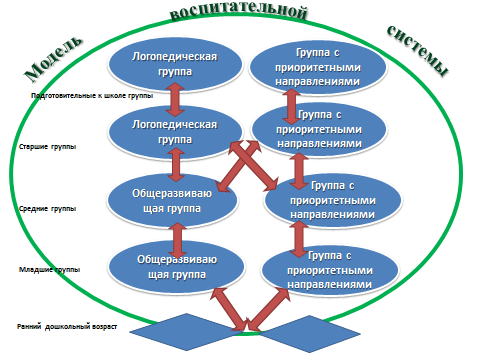 Модель воспитательной системы
Логопедическая
группа
Группа с
приоритетными
направлениями
Подготовительные к школе группы
Логопедическая
группа
Группа с
приоритетными
направлениями
Старшие группы
Общеразвиваю
щая группа
Группа с
приоритетными
направлениями
Средние группы
Общеразвиваю
щая группа
Группа с
приоритетными
направлениями
Младшие группы
Ранний дошкольный возраст